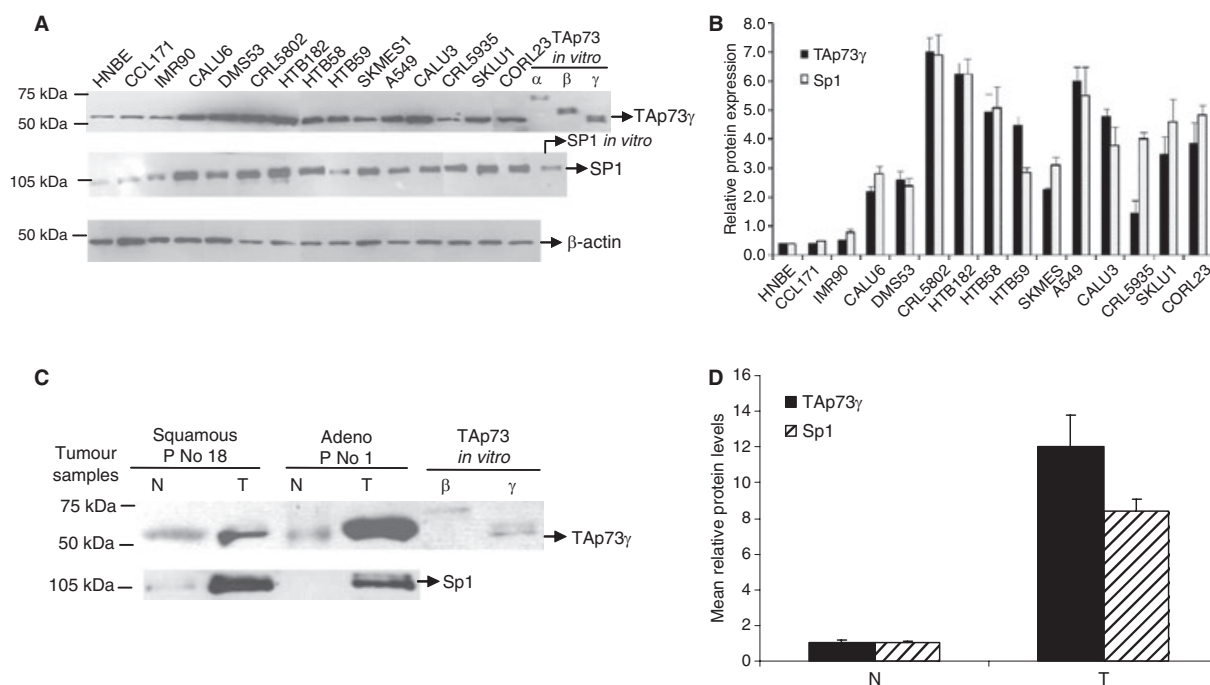 A
HNBE
CCL171
IMR90
CALU6
DMS53
CRL5802
HTB182
HTB58
HTB59
SKMES1
A549
CALU3
CRL5935
SKLU1
CORL23
TAp73
in vitro
α β γ
75 kDa
50 kDa
TAp73γ
SP1 in vitro
105 kDa
SP1
50 kDa
β-actin
B
Relative protein expression
8.0
7.0
6.0
5.0
4.0
3.0
2.0
1.0
0.0
TAp73γ
Sp1
HNBE
CCL171
IMR90
CALU6
DMS53
CRL5802
HTB182
HTB58
HTB59
SKMES
A549
CALU3
CRL5935
SKLU1
CORL23
C
Tumour
samples
Squamous
P No 18
Adeno
P No 1
TAp73
in vitro
N T N T β γ
75 kDa
50 kDa
TAp73γ
105 kDa
Sp1
D
Mean relative protein levels
16
14
12
10
8
6
4
2
0
TAp73γ
Sp1
N T